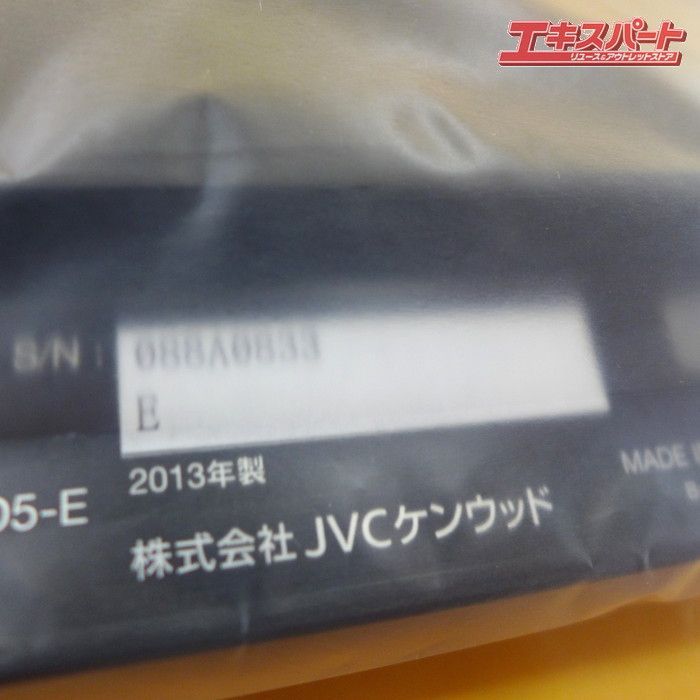 エキスパート
リユース&アウトレットストア
S/N : 088A0833
E
2013年製
05-E
MADE
株式会社 JVCケンウッド